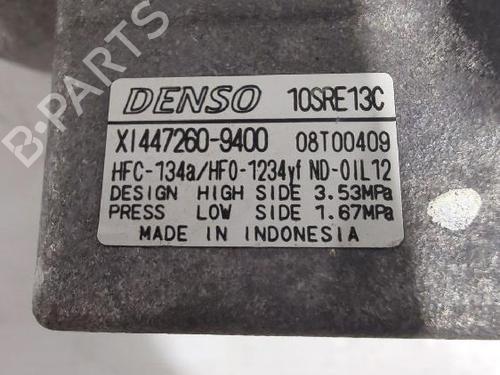 DENSO 10SRE13C
XI447260-9400 08T00409
HFC-134a/HFO-1234yf ND-OIL12
DESIGN HIGH SIDE 3.53MPa
PRESS LOW SIDE 1.67MPa
MADE IN INDONESIA
B-PARTS